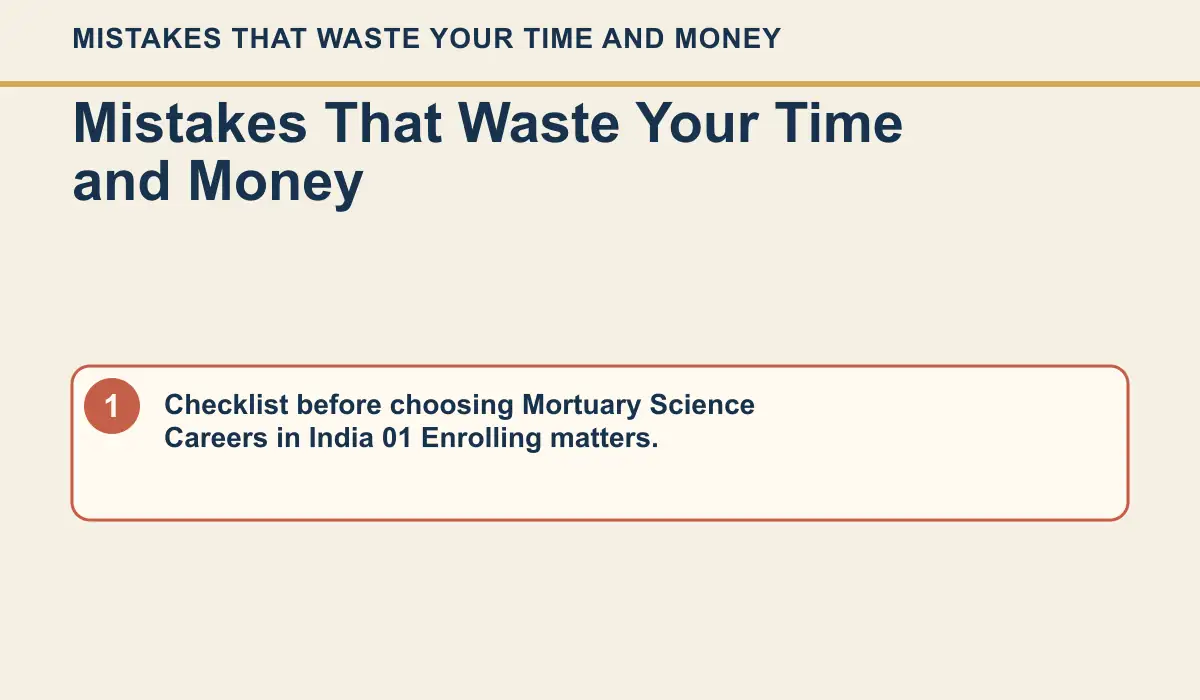 MISTAKES THAT WASTE YOUR TIME AND MONEY
Mistakes That Waste Your Time
and Money
1
Checklist before choosing Mortuary Science
Careers in India 01 Enrolling matters.